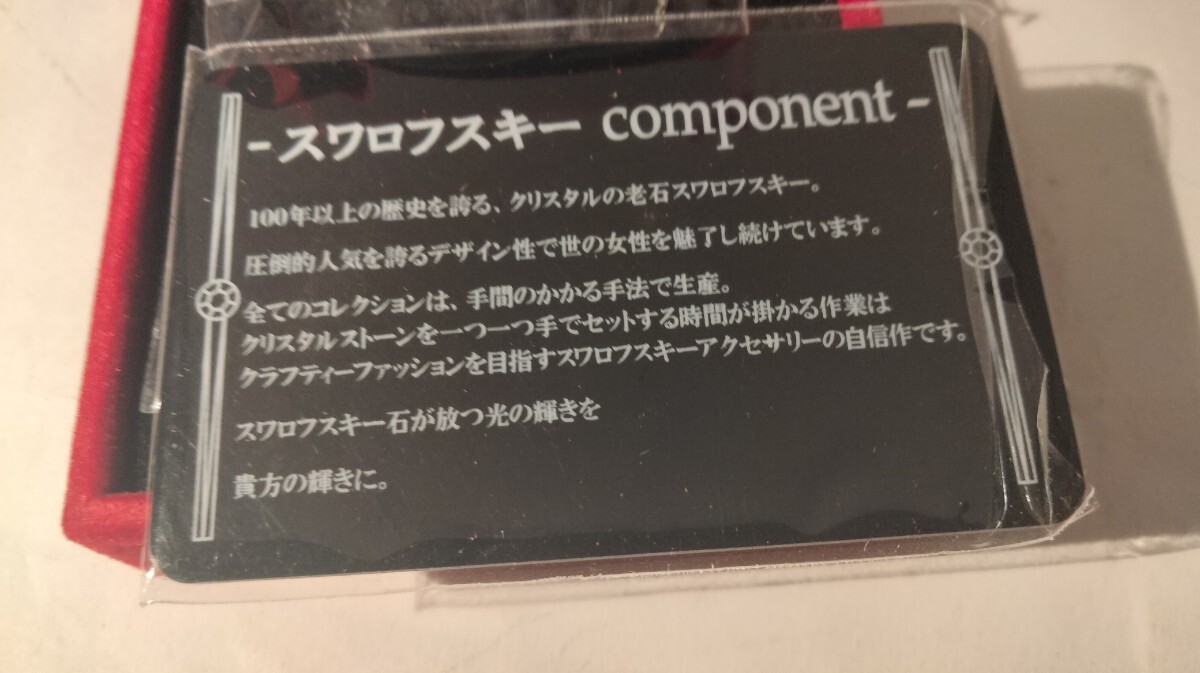 - スワロフスキー component -
100年以上の歴史を誇る、クリスタルの老石スワロフスキー。
圧倒的人気を誇るデザイン性で世の女性を魅了し続けています。
全てのコレクションは、手間のかかる手法で生産。
クリスタルストーンを一つ一つ手でセットする時間が掛かる作業は
クラフティーファッションを目指すスワロフスキーアクセサリーの自信作です。
スワロフスキー石が放つ光の輝きを
貴方の輝きに。